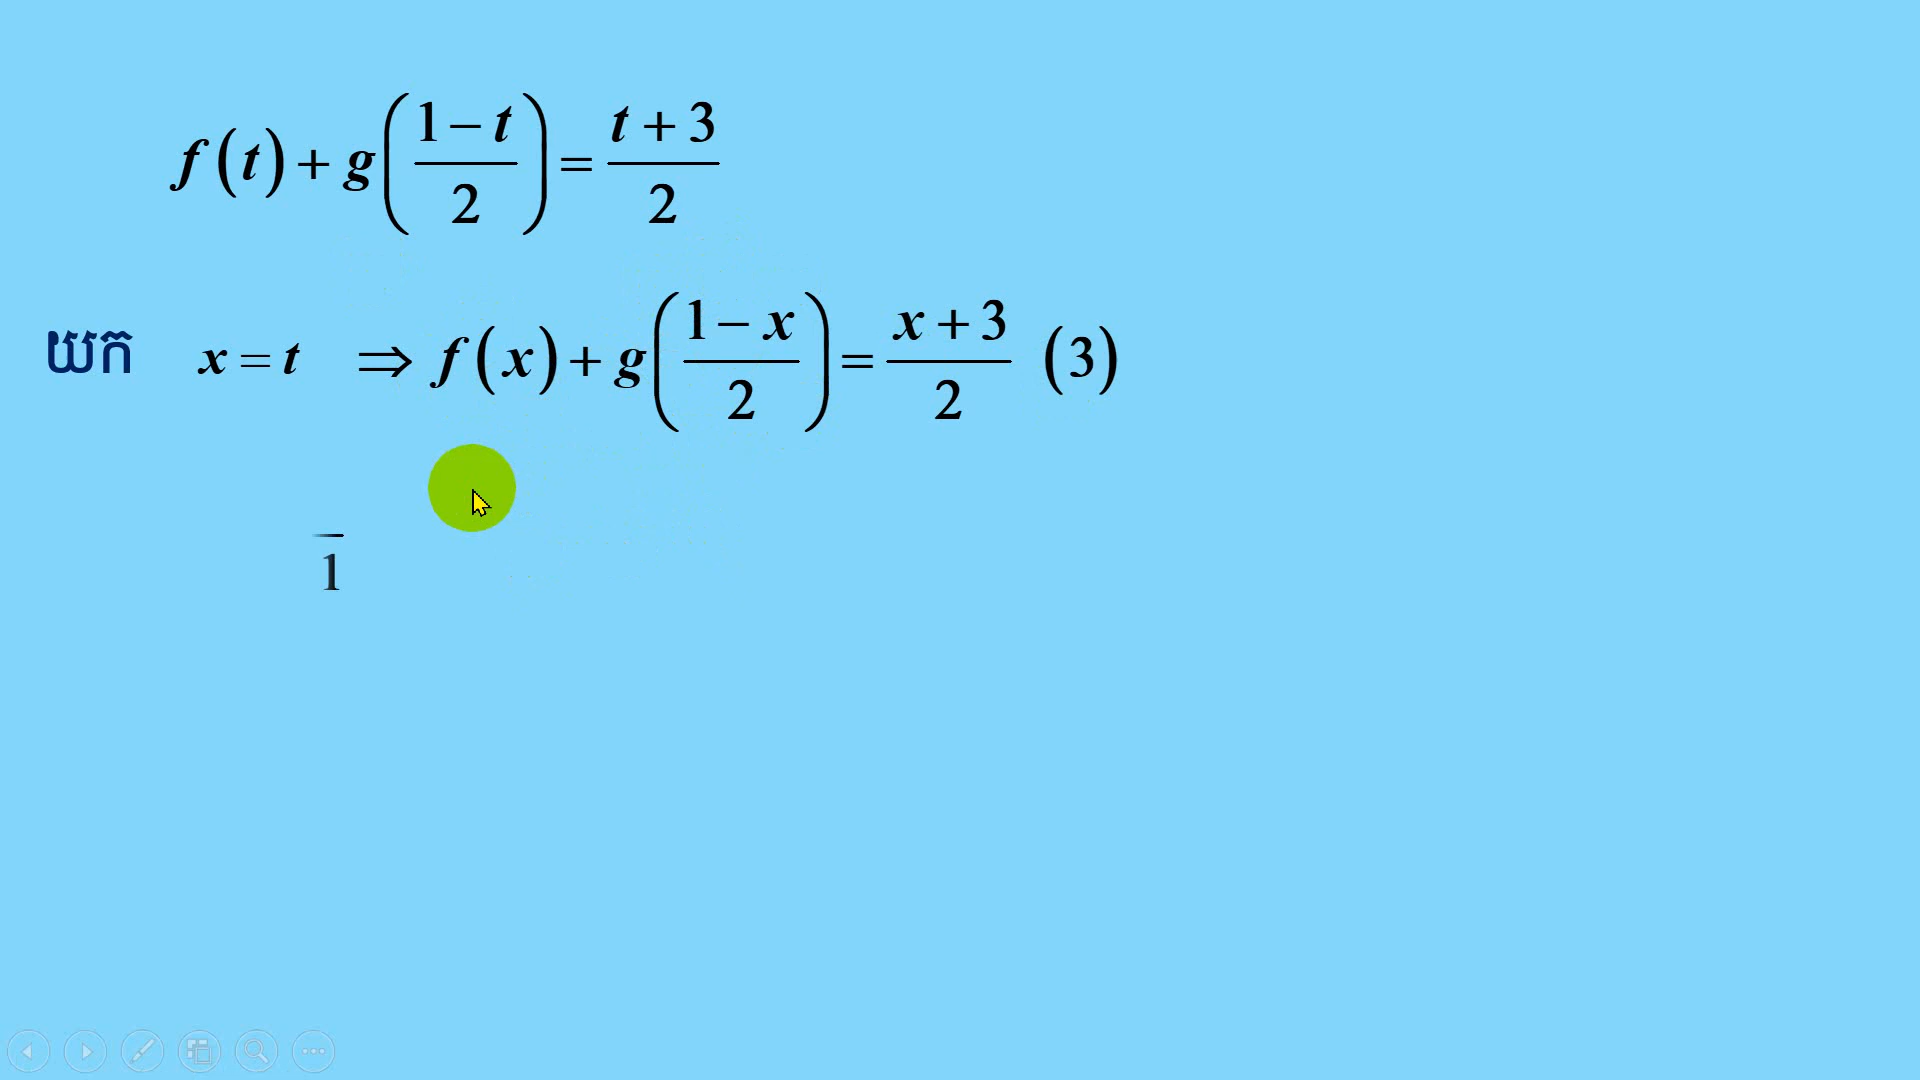 f(t) + g((1 − t)/2) = (t + 3)/2
យក x = t ⇒ f(x) + g((1 − x)/2) = (x + 3)/2 (3)
1